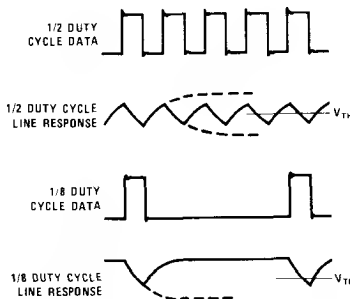 1/2 DUTY
CYCLE DATA
1/2 DUTY CYCLE
LINE RESPONSE
1/8 DUTY
CYCLE DATA
1/8 DUTY CYCLE
LINE RESPONSE